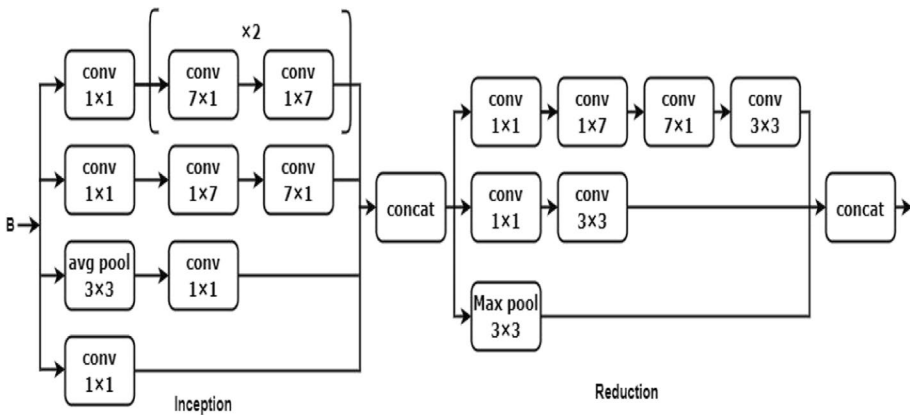 ×2
conv
1×1
conv
7×1
conv
1×7
conv
1×1
conv
1×7
conv
7×1
B
avg pool
3×3
conv
1×1
conv
1×1
Inception
concat
conv
1×1
conv
1×7
conv
7×1
conv
3×3
conv
1×1
conv
3×3
Max pool
3×3
Reduction
concat